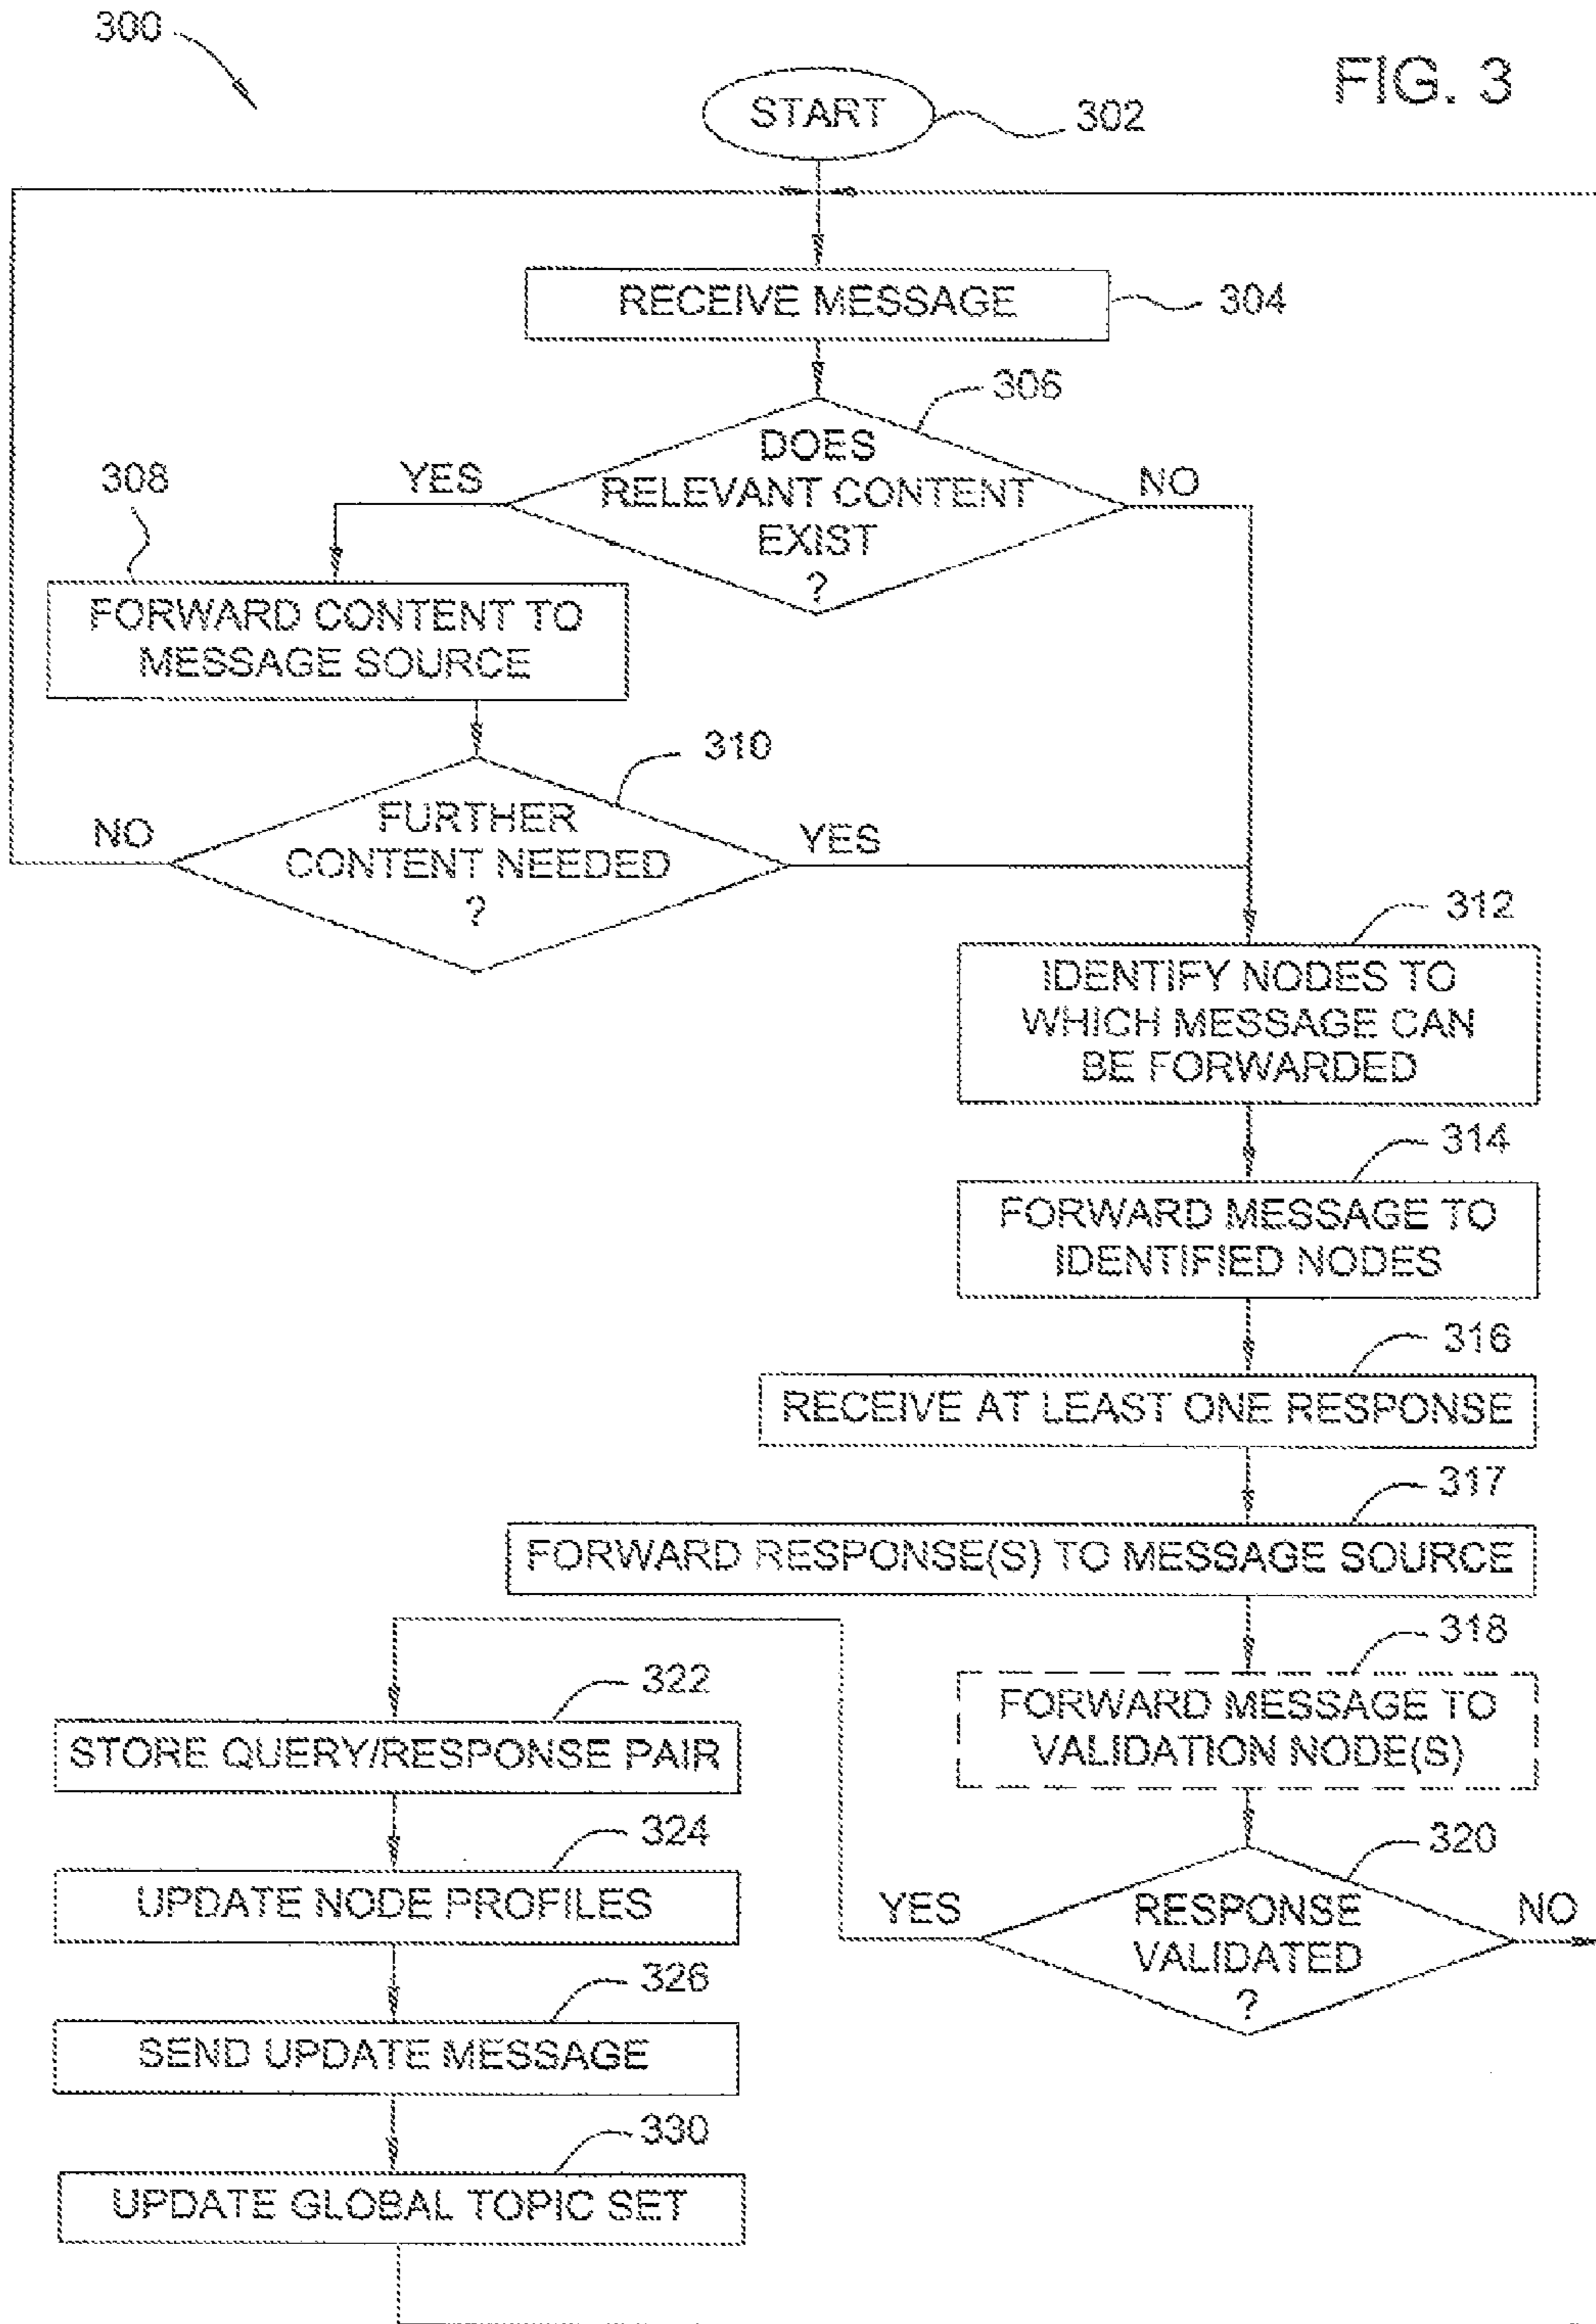 300
FIG. 3
START
302
RECEIVE MESSAGE
304
306
DOES
RELEVANT CONTENT
EXIST
?
YES
NO
308
FORWARD CONTENT TO
MESSAGE SOURCE
310
FURTHER
CONTENT NEEDED
?
NO
YES
312
IDENTIFY NODES TO
WHICH MESSAGE CAN
BE FORWARDED
314
FORWARD MESSAGE TO
IDENTIFIED NODES
316
RECEIVE AT LEAST ONE RESPONSE
317
FORWARD RESPONSE(S) TO MESSAGE SOURCE
318
FORWARD MESSAGE TO
VALIDATION NODE(S)
320
RESPONSE
VALIDATED
?
YES
NO
322
STORE QUERY/RESPONSE PAIR
324
UPDATE NODE PROFILES
326
SEND UPDATE MESSAGE
330
UPDATE GLOBAL TOPIC SET